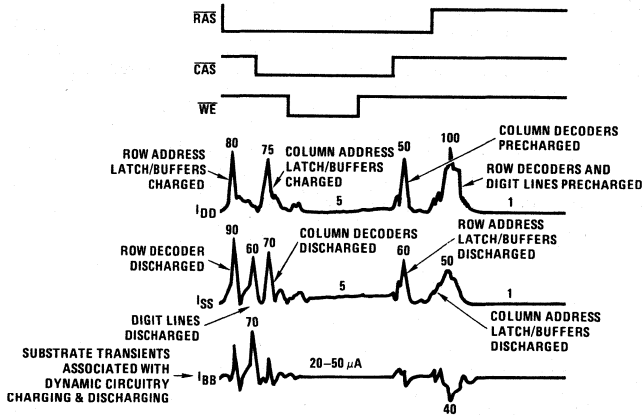 RAS
CAS
WE
80
75
50
100
COLUMN DECODERS
PRECHARGED
ROW ADDRESS
LATCH/BUFFERS
CHARGED
COLUMN ADDRESS
LATCH/BUFFERS
CHARGED
ROW DECODERS AND
DIGIT LINES PRECHARGED
5
1
IDD
90
60
70
COLUMN DECODERS
DISCHARGED
ROW ADDRESS
LATCH/BUFFERS
DISCHARGED
ROW DECODER
DISCHARGED
60
50
5
1
ISS
DIGIT LINES
DISCHARGED
COLUMN ADDRESS
LATCH/BUFFERS
DISCHARGED
70
SUBSTRATE TRANSIENTS
ASSOCIATED WITH
DYNAMIC CIRCUITRY
CHARGING & DISCHARGING
IBB
20–50 μA
40